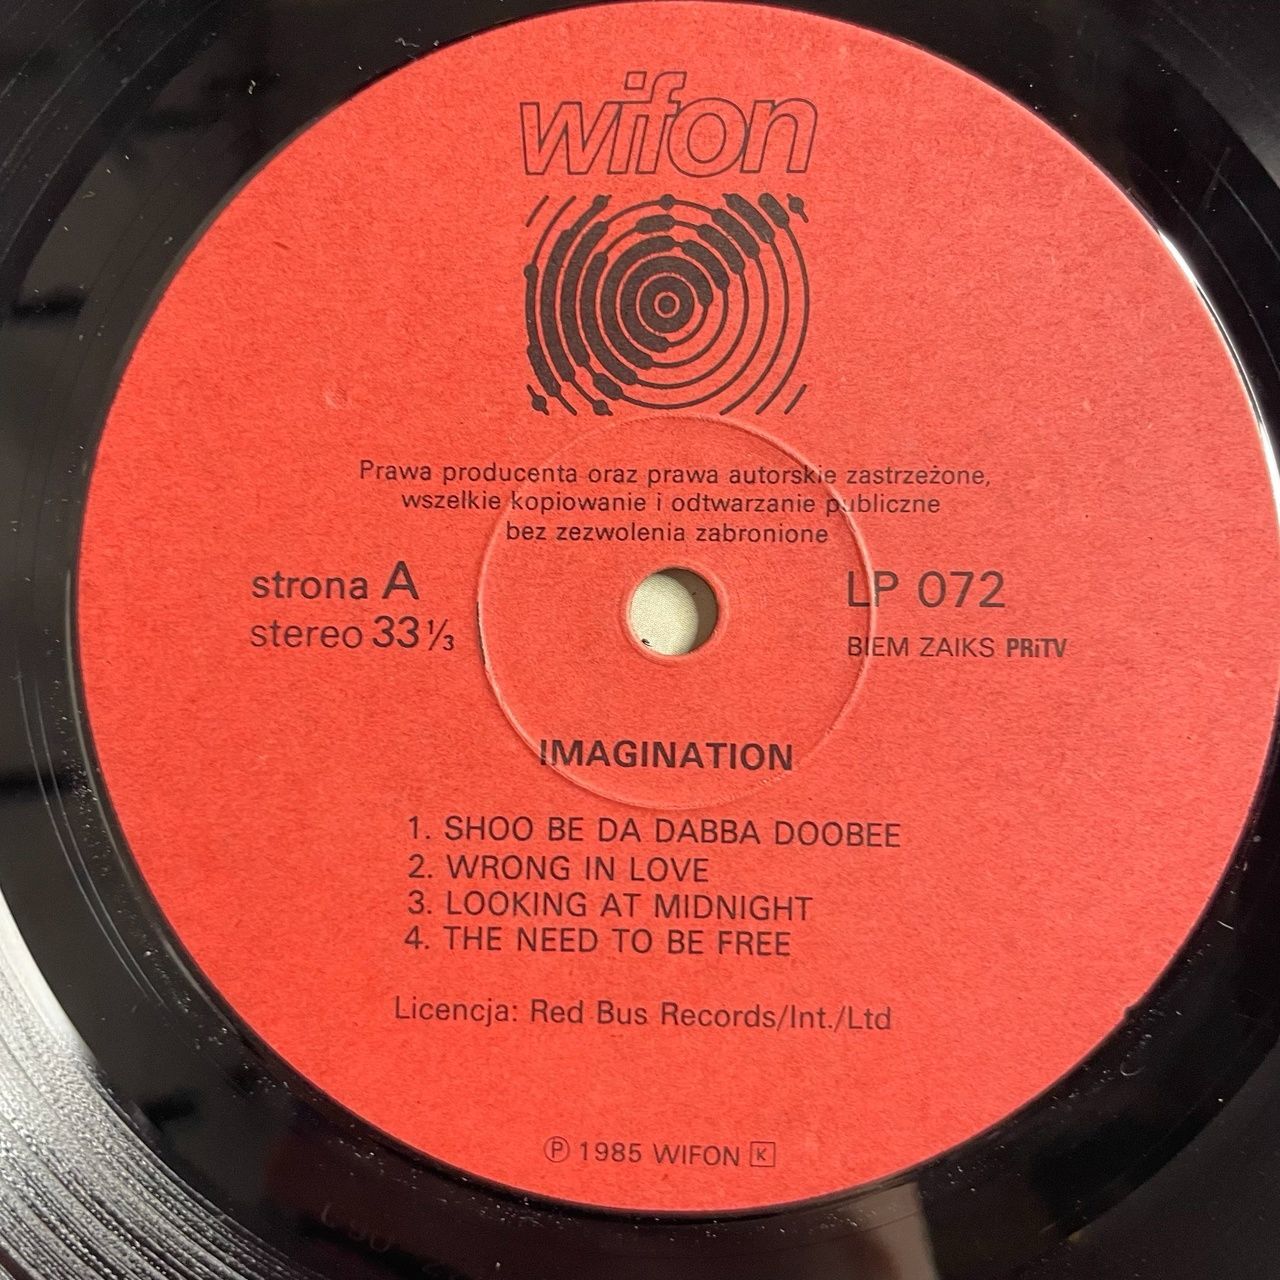 wifon
Prawa producenta oraz prawa autorskie zastrzeżone,
wszelkie kopiowanie i odtwarzanie publiczne
bez zezwolenia zabronione
strona A
stereo 33⅓
LP 072
BIEM ZAIKS PRiTV
IMAGINATION
1. SHOO BE DA DABBA DOOBEE
2. WRONG IN LOVE
3. LOOKING AT MIDNIGHT
4. THE NEED TO BE FREE
Licencja: Red Bus Records/Int./Ltd
Ⓟ 1985 WIFON K